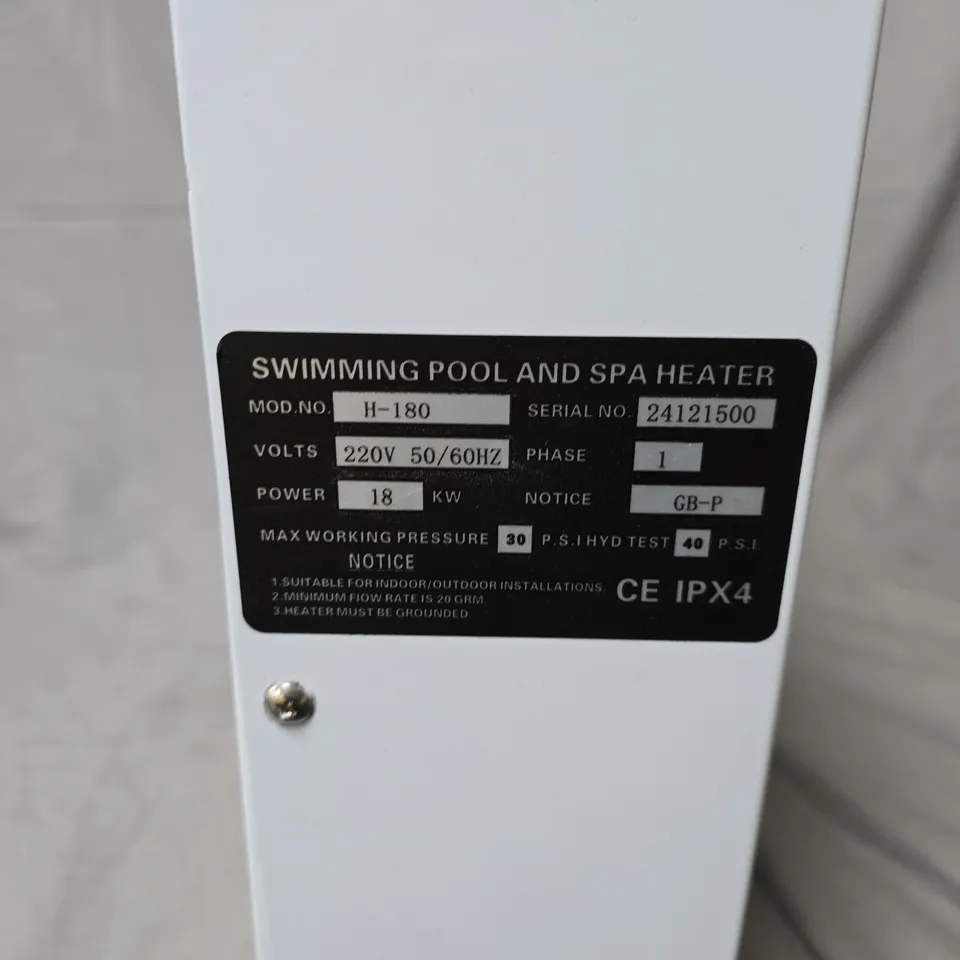 SWIMMING POOL AND SPA HEATER
MOD.NO. H-180 SERIAL NO. 24121500
VOLTS 220V 50/60HZ PHASE 1
POWER 18 KW NOTICE GB-P
MAX WORKING PRESSURE 30 P.S.I HYD TEST 40 P.S.I.
NOTICE
1.SUITABLE FOR INDOOR/OUTDOOR INSTALLATIONS.
2.MINIMUM FIOW RATE IS 20 GRM.
3.HEATER MUST BE GROUNDED.
CE IPX4